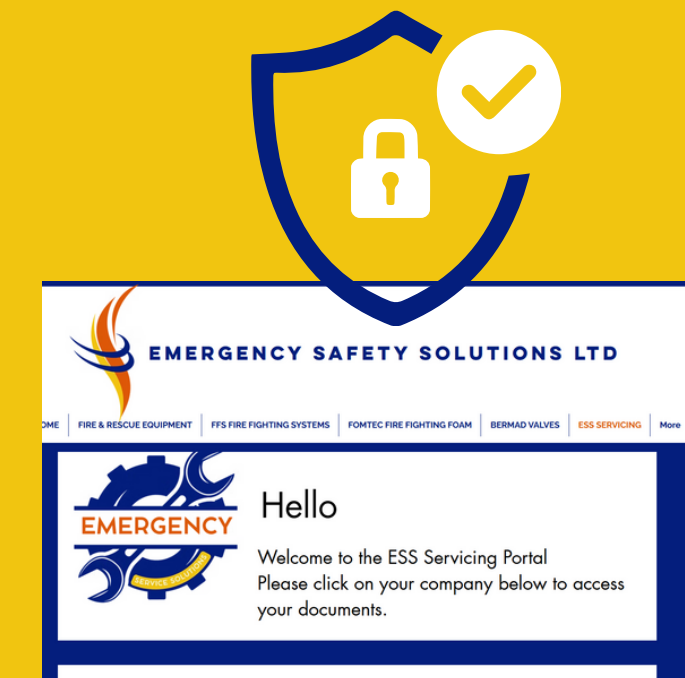 EMERGENCY SAFETY SOLUTIONS LTD
OME FIRE & RESCUE EQUIPMENT FFS FIRE FIGHTING SYSTEMS FOMTEC FIRE FIGHTING FOAM BERMAD VALVES ESS SERVICING More
EMERGENCY
SERVICE SOLUTIONS
Hello
Welcome to the ESS Servicing Portal
Please click on your company below to access
your documents.